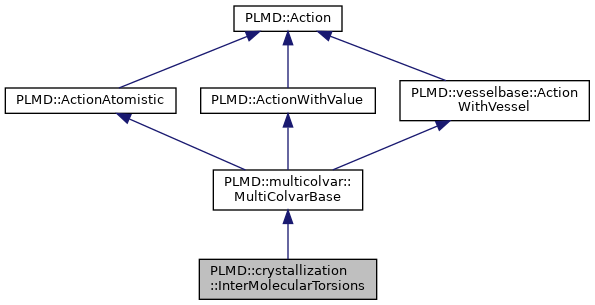 PLMD::Action
PLMD::ActionAtomistic
PLMD::ActionWithValue
PLMD::vesselbase::Action
WithVessel
PLMD::multicolvar::
MultiColvarBase
PLMD::crystallization
::InterMolecularTorsions